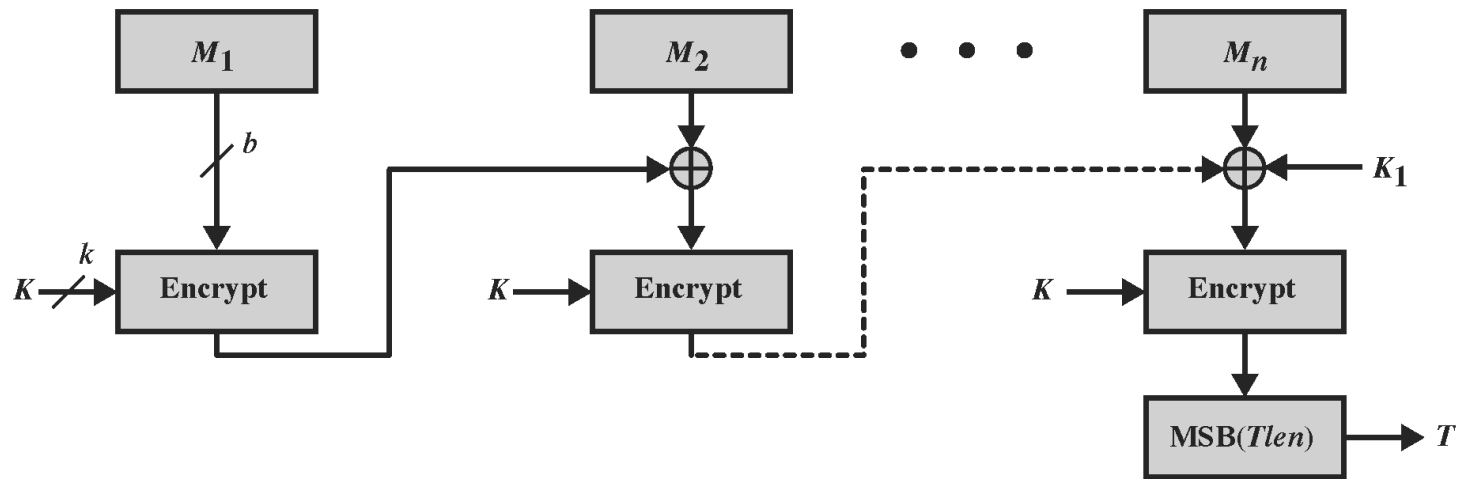 M1 M2 • • • Mn
b
K1
k
K Encrypt K Encrypt K Encrypt
MSB(Tlen) T